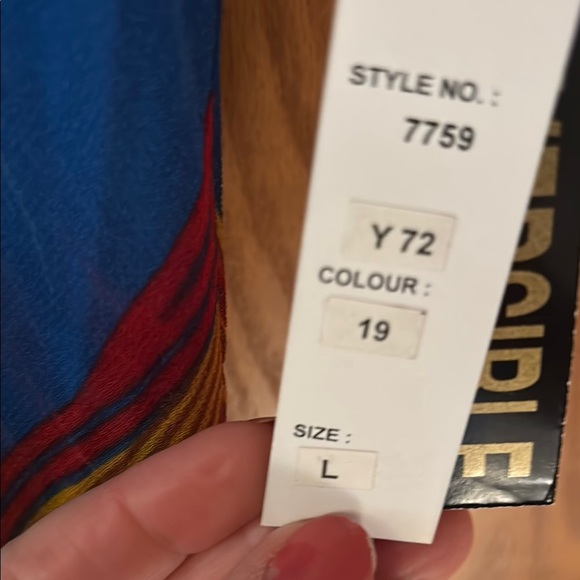 STYLE NO. :
7759
Y 72
COLOUR :
19
SIZE :
L